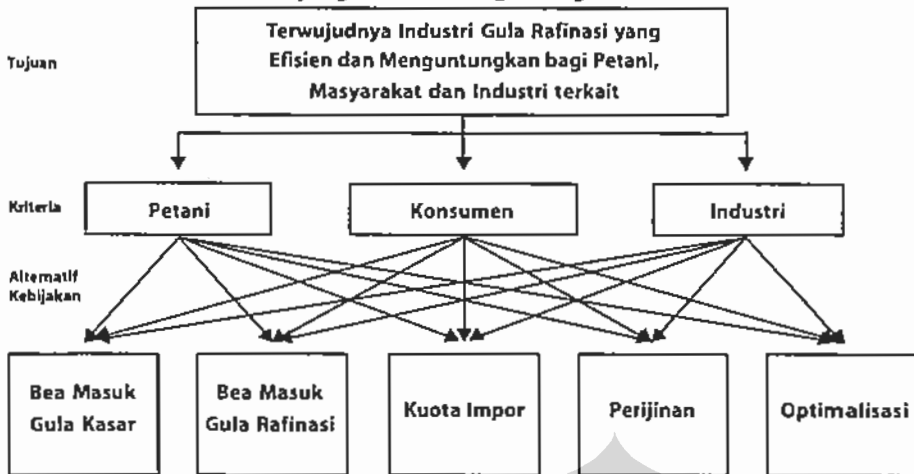 Terwujudnya Industri Gula Rafinasi yang
Tujuan
Efisien dan Menguntungkan bagi Petani,
Masyarakat dan Industri terkait
Kriteria
Petani
Konsumen
Industri
Alternatif
Kebijakan
Bea Masuk
Gula Kasar
Bea Masuk
Gula Rafinasi
Kuota Impor
Perijinan
Optimalisasi